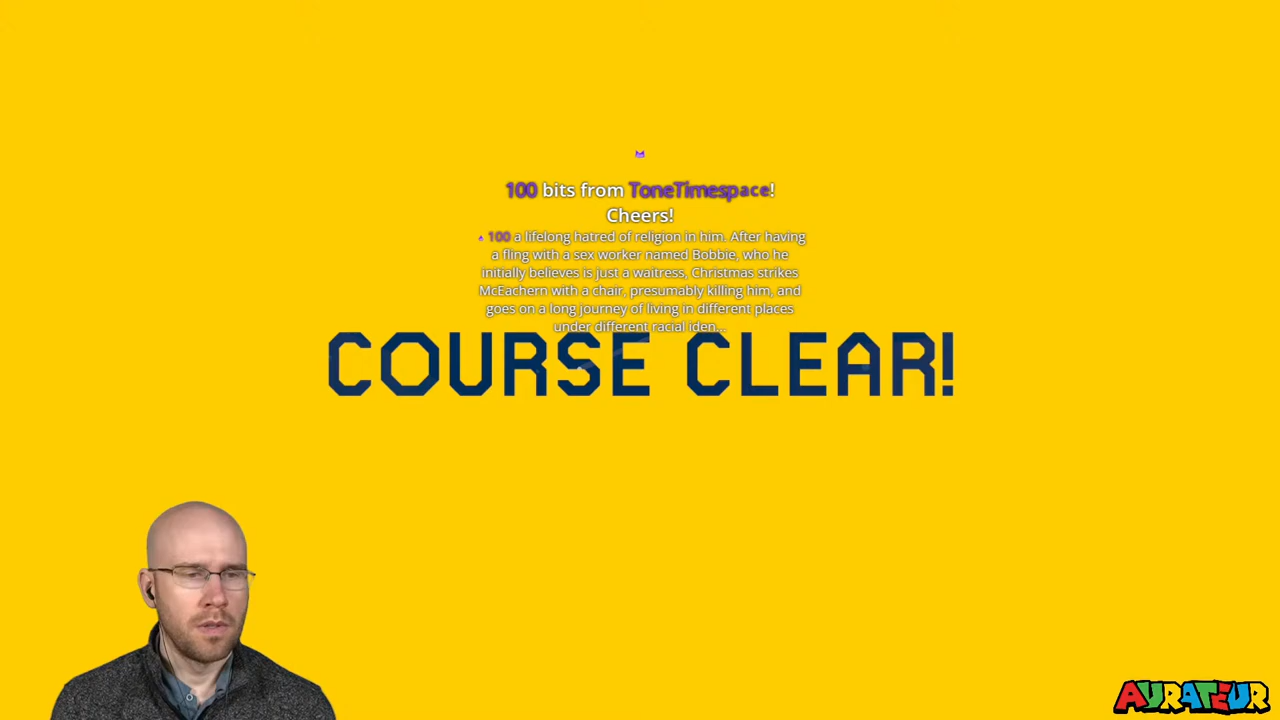 100 bits from ToneTimespace!
Cheers!
100 a lifelong hatred of religion in him. After having
a fling with a sex worker named Bobbie, who he
initially believes is just a waitress, Christmas strikes
McEachern with a chair, presumably killing him, and
goes on a long journey of living in different places
under different racial iden...
COURSE CLEAR!
AURATEUR